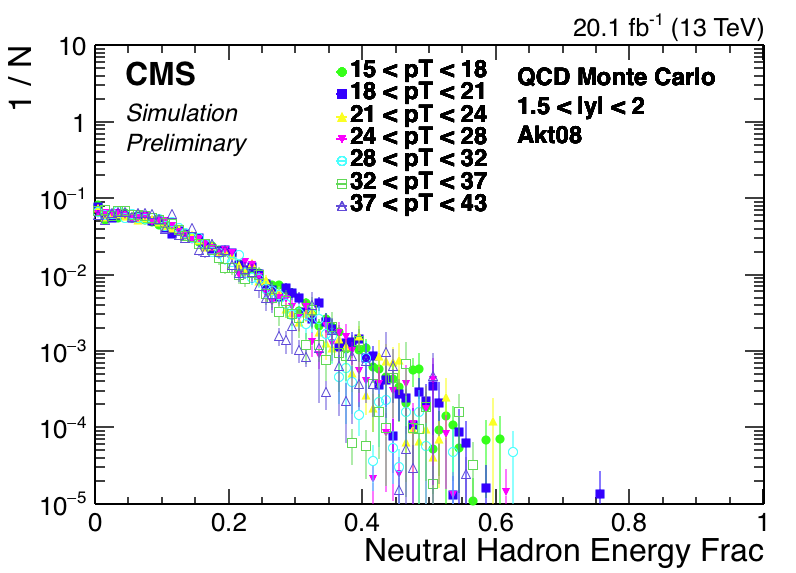 20.1 fb⁻¹ (13 TeV)
1 / N
CMS
Simulation
Preliminary
15 < pT < 18
18 < pT < 21
21 < pT < 24
24 < pT < 28
28 < pT < 32
32 < pT < 37
37 < pT < 43
QCD Monte Carlo
1.5 < |y| < 2
Akt08
10
1
10⁻¹
10⁻²
10⁻³
10⁻⁴
10⁻⁵
0 0.2 0.4 0.6 0.8 1
Neutral Hadron Energy Frac